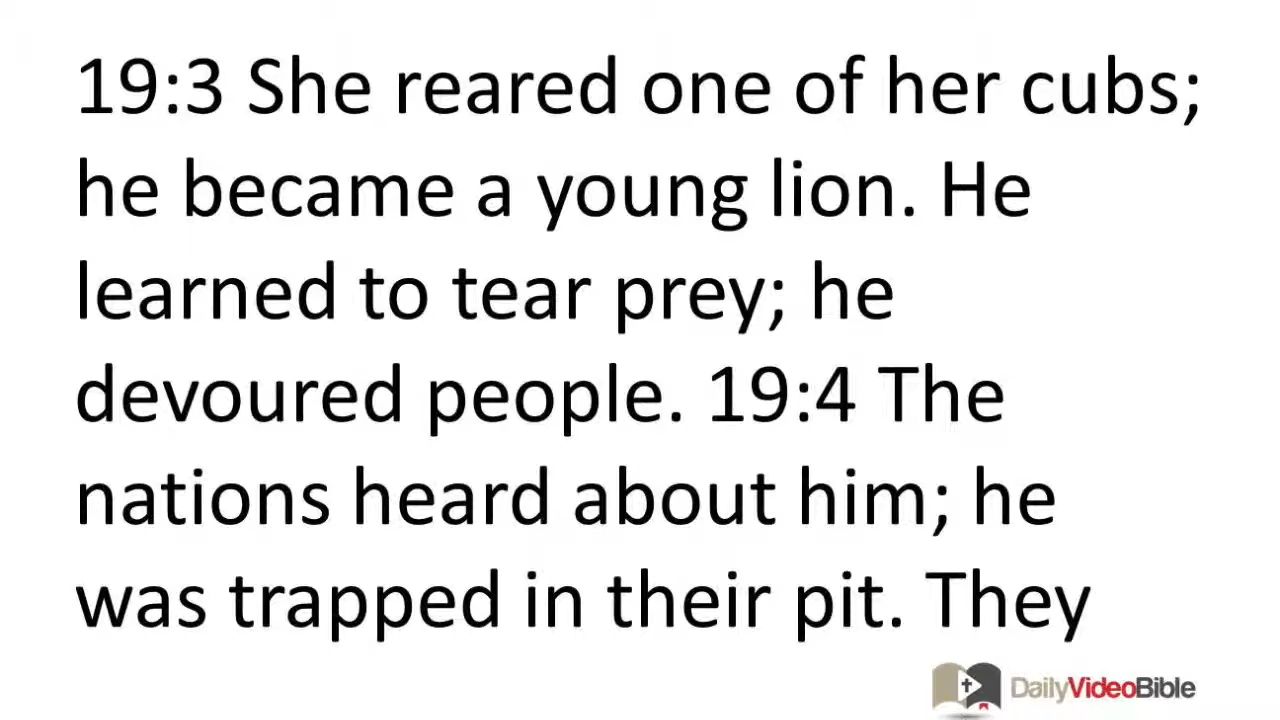 19:3 She reared one of her cubs;
he became a young lion. He
learned to tear prey; he
devoured people. 19:4 The
nations heard about him; he
was trapped in their pit. They
DailyVideoBible